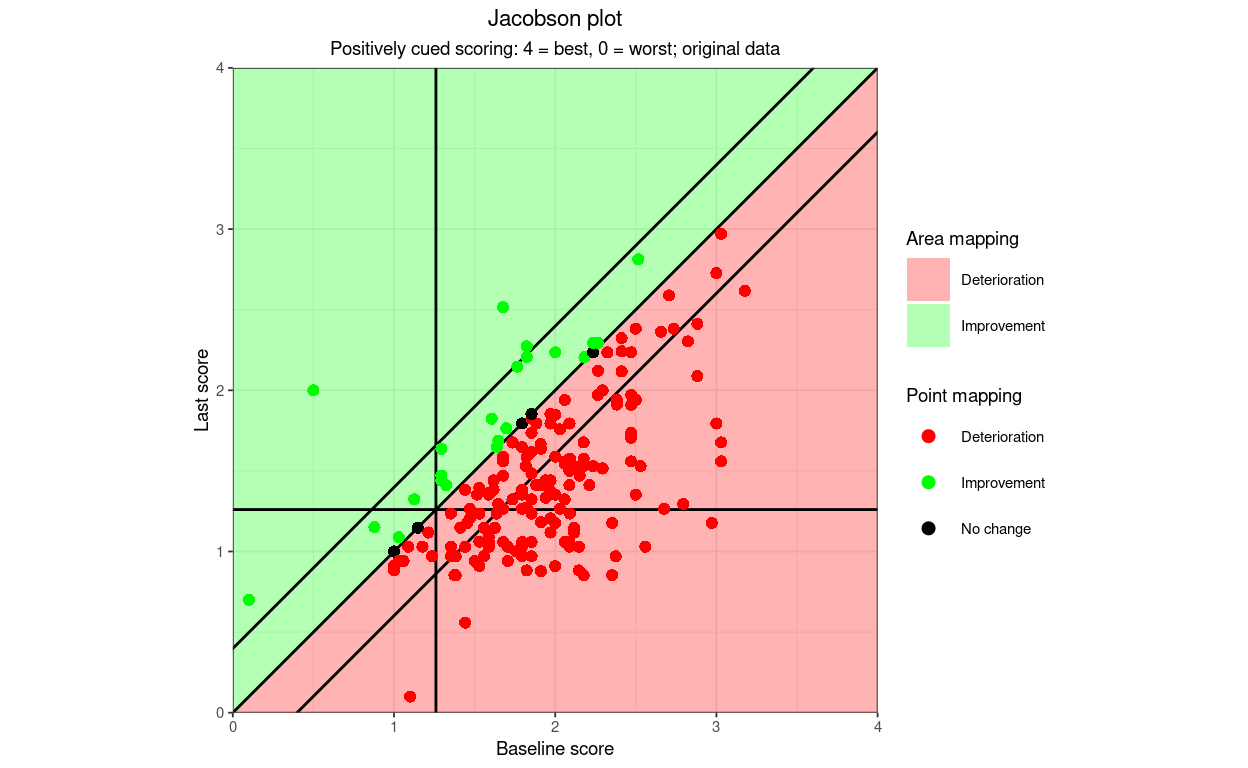 Jacobson plot
Positively cued scoring: 4 = best, 0 = worst; original data
4
3
2
1
0
Last score
0 1 2 3 4
Baseline score
Area mapping
Deterioration
Improvement
Point mapping
Deterioration
Improvement
No change